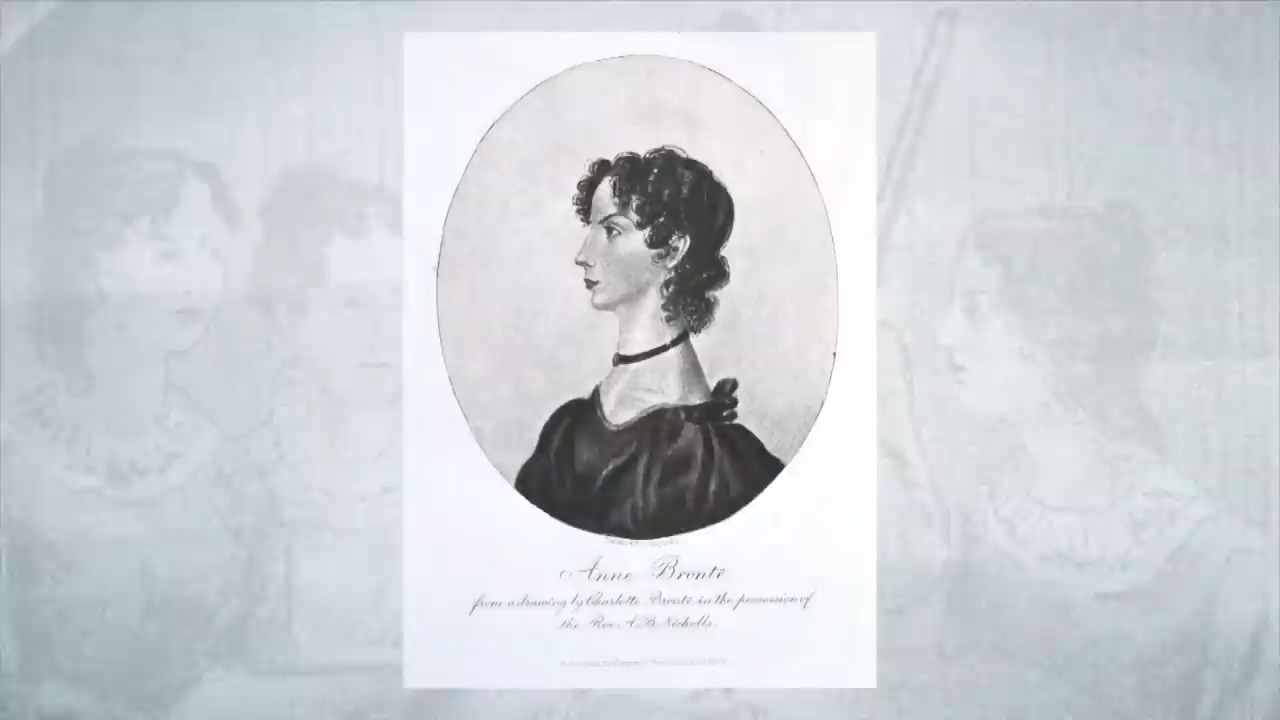 Anne Brontë
from a drawing by Charlotte Brontë in the possession of
the Rev. A. B. Nicholls.